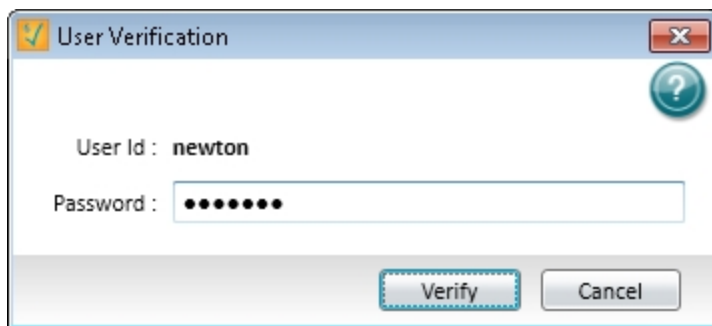 User Verification
?
User Id : newton
Password : ●●●●●●●
Verify Cancel